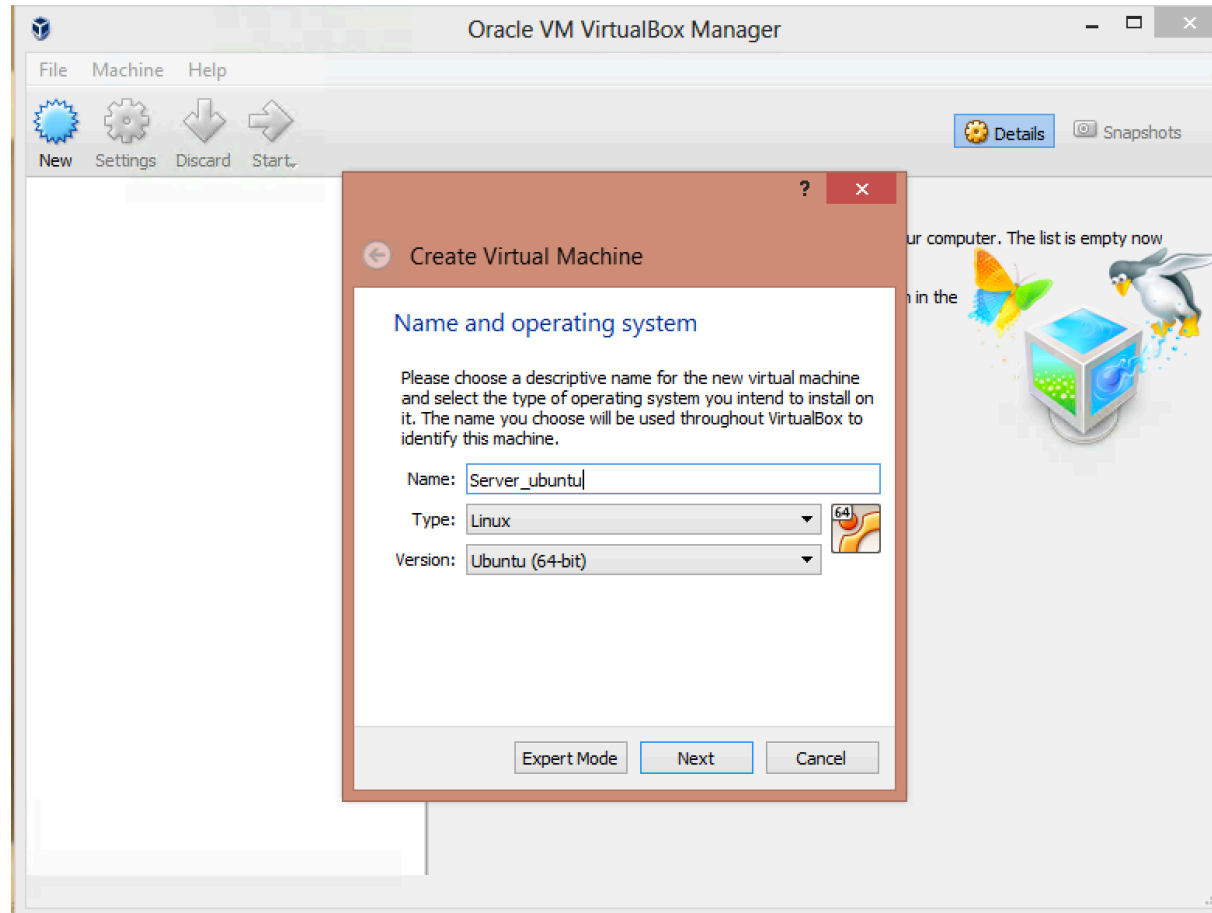 Oracle VM VirtualBox Manager
File Machine Help
New Settings Discard Start
Details Snapshots
?
Create Virtual Machine
ur computer. The list is empty now
in the
Name and operating system
Please choose a descriptive name for the new virtual machine
and select the type of operating system you intend to install on
it. The name you choose will be used throughout VirtualBox to
identify this machine.
Name: Server_ubuntu
Type: Linux
64
Version: Ubuntu (64-bit)
Expert Mode Next Cancel